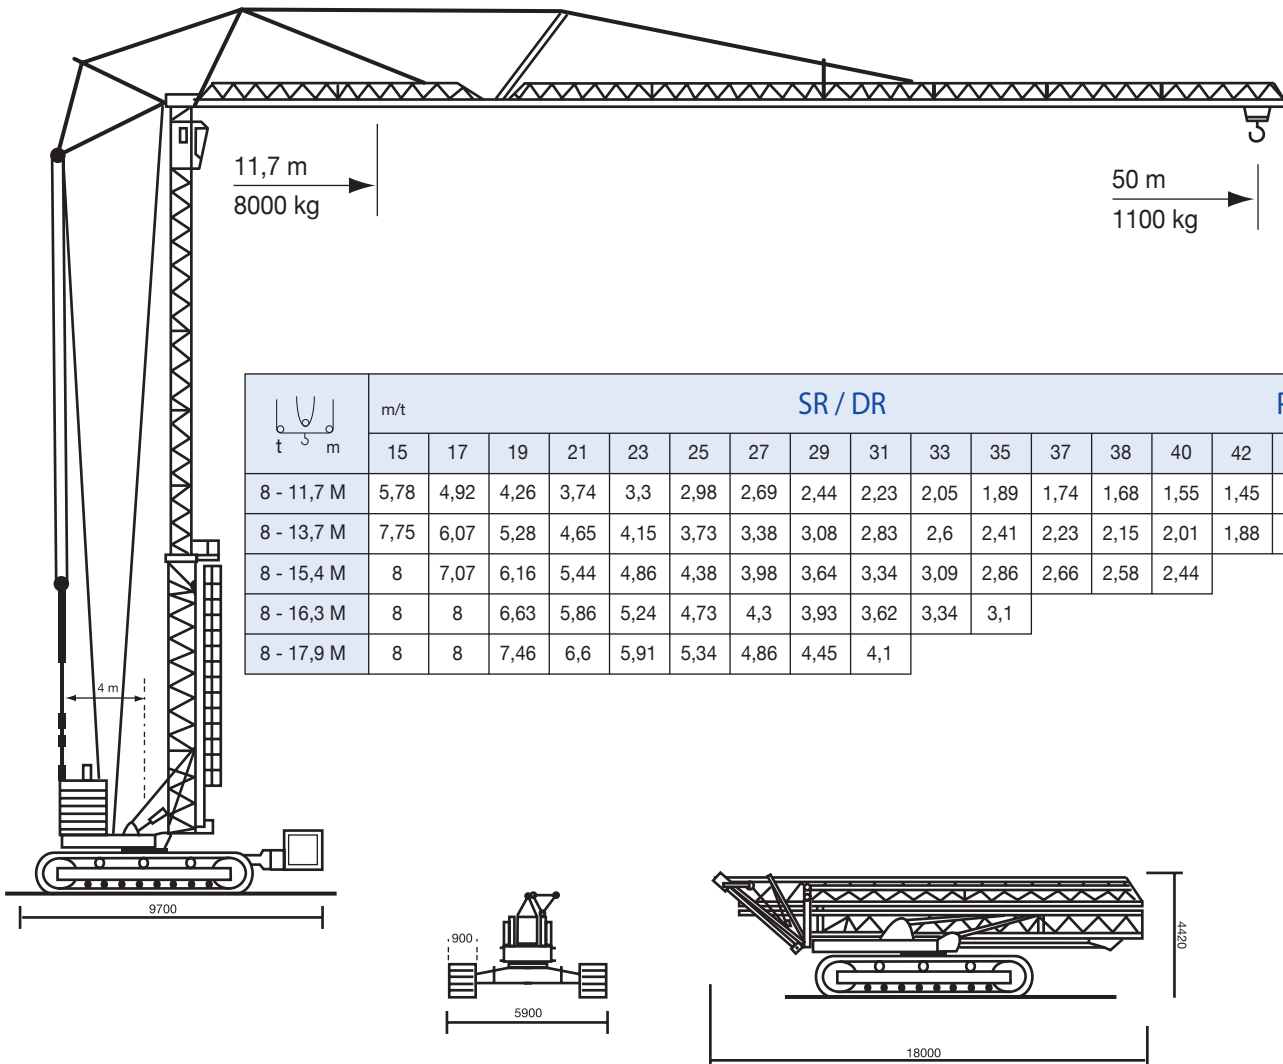 11,7 m
8000 kg
50 m
1100 kg
m/t SR / DR
t m 15 17 19 21 23 25 27 29 31 33 35 37 38 40 42
8 - 11,7 M 5,78 4,92 4,26 3,74 3,3 2,98 2,69 2,44 2,23 2,05 1,89 1,74 1,68 1,55 1,45
8 - 13,7 M 7,75 6,07 5,28 4,65 4,15 3,73 3,38 3,08 2,83 2,6 2,41 2,23 2,15 2,01 1,88
8 - 15,4 M 8 7,07 6,16 5,44 4,86 4,38 3,98 3,64 3,34 3,09 2,86 2,66 2,58 2,44
8 - 16,3 M 8 8 6,63 5,86 5,24 4,73 4,3 3,93 3,62 3,34 3,1
8 - 17,9 M 8 8 7,46 6,6 5,91 5,34 4,86 4,45 4,1
4 m
9700
900
5900
4420
18000